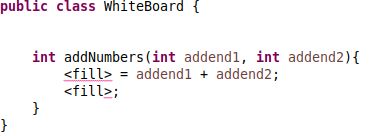 public class WhiteBoard {
int addNumbers(int addend1, int addend2){
<fill> = addend1 + addend2;
<fill>;
}
}